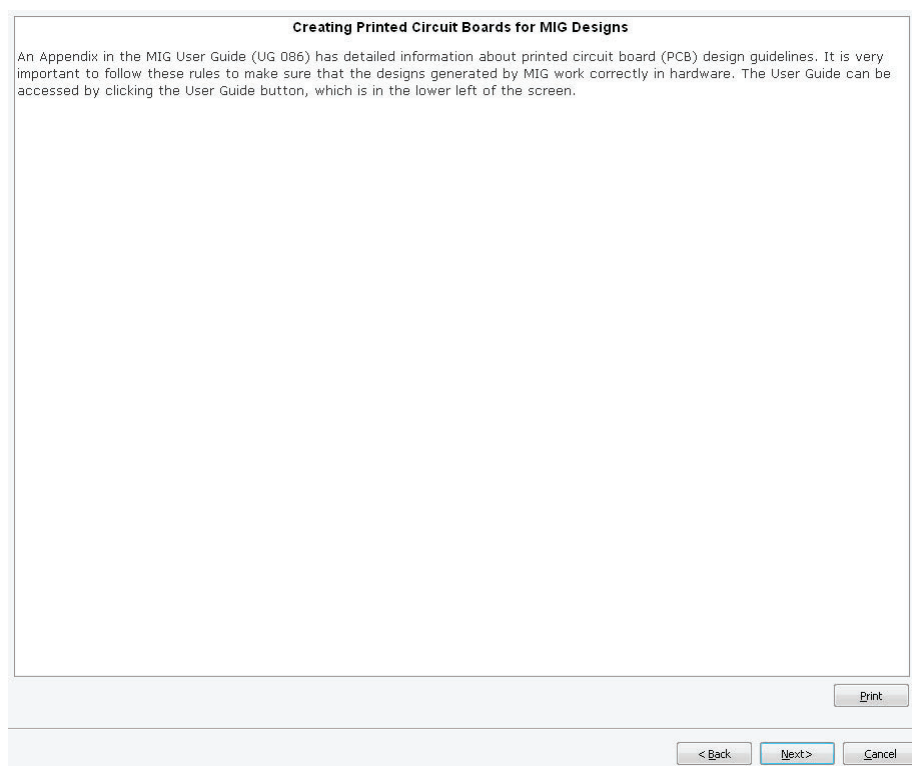 Creating Printed Circuit Boards for MIG Designs
An Appendix in the MIG User Guide (UG 086) has detailed information about printed circuit board (PCB) design guidelines. It is very
important to follow these rules to make sure that the designs generated by MIG work correctly in hardware. The User Guide can be
accessed by clicking the User Guide button, which is in the lower left of the screen.
Print
< Back Next> Cancel